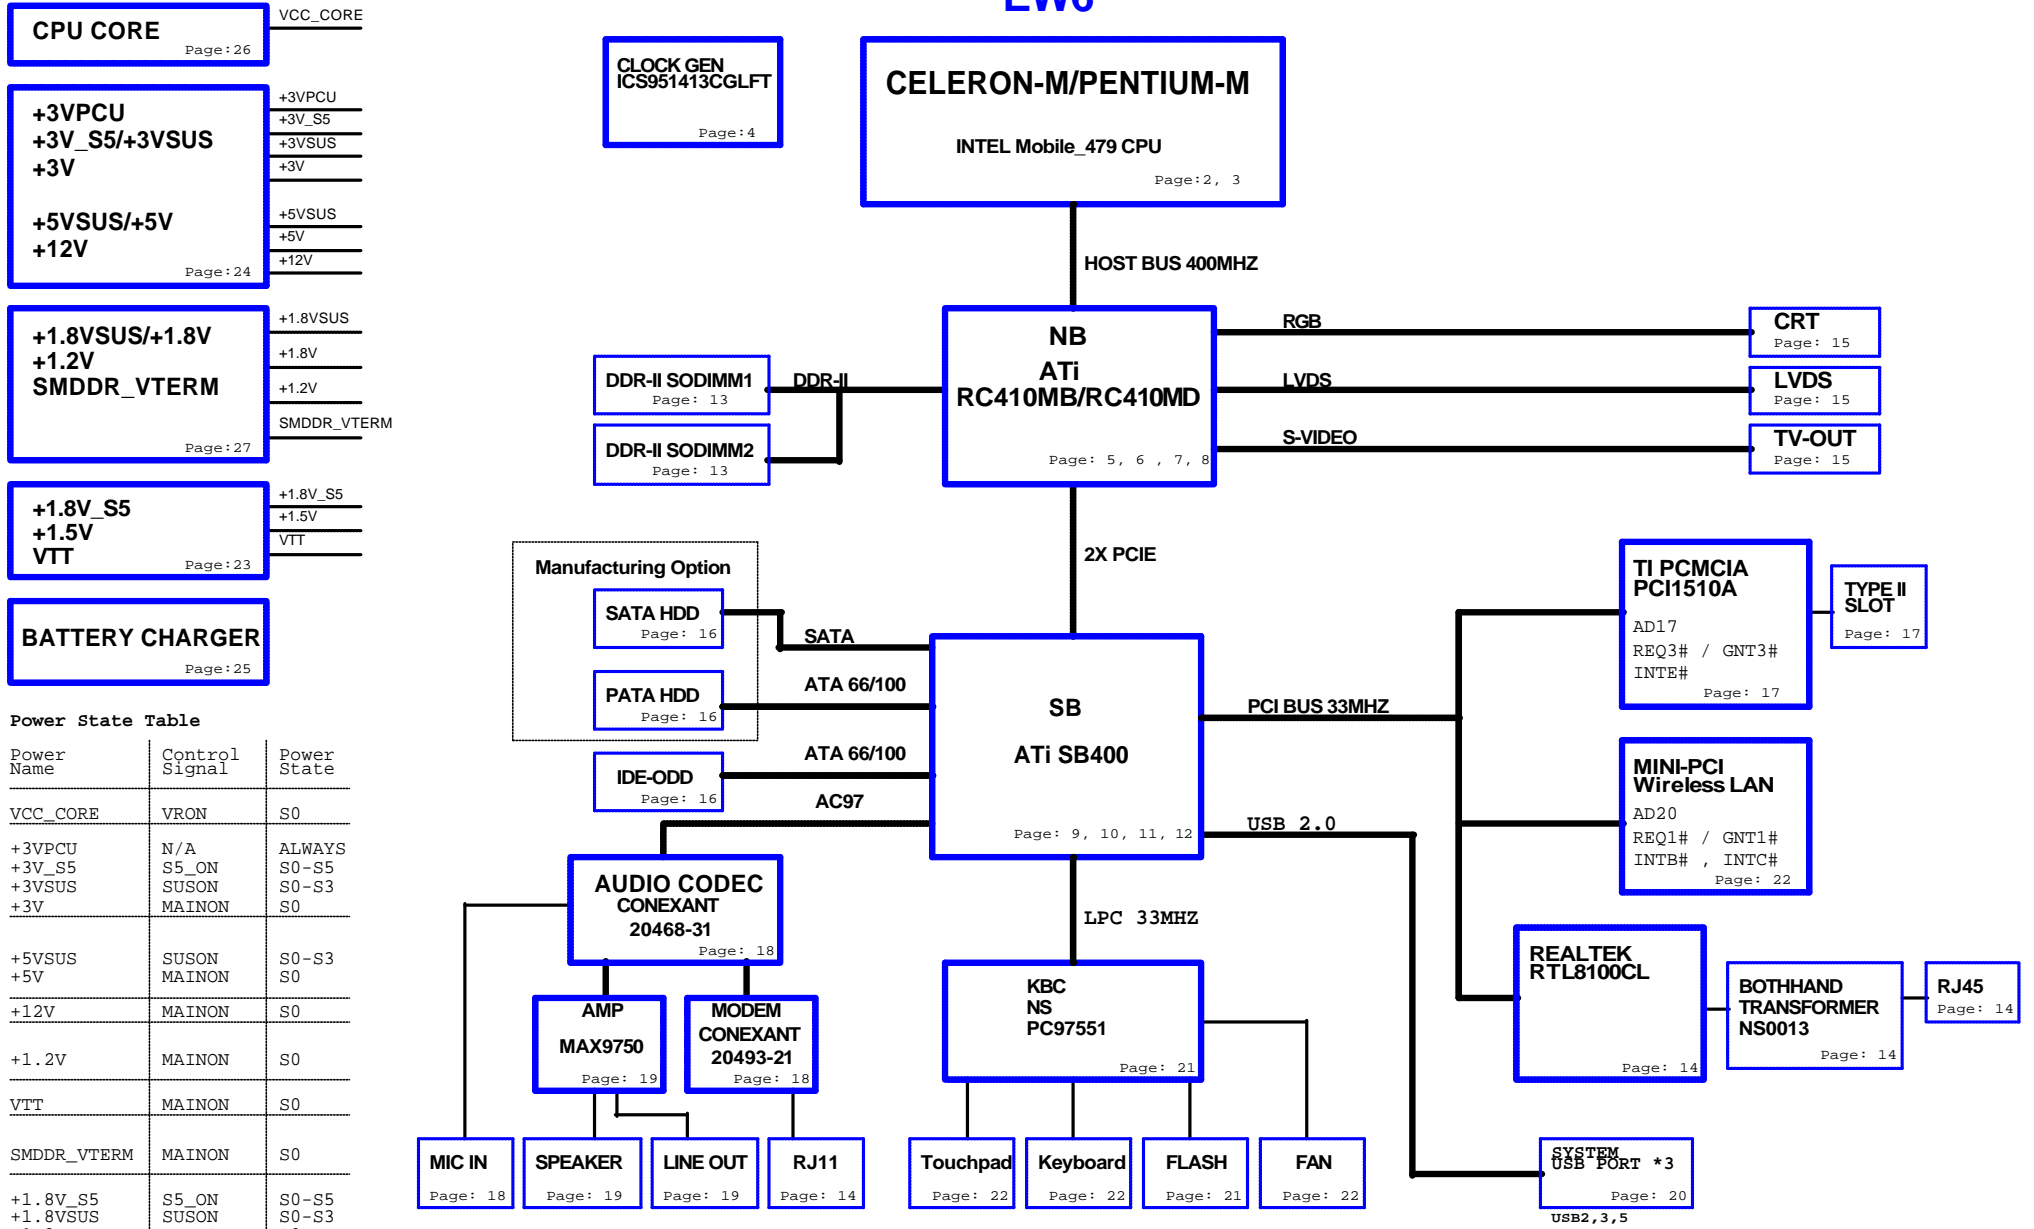 EW6
CPU CORE
Page:26
VCC_CORE
+3VPCU
+3V_S5/+3VSUS
+3V
+5VSUS/+5V
+12V
Page:24
+3VPCU
+3V_S5
+3VSUS
+3V
+5VSUS
+5V
+12V
+1.8VSUS/+1.8V
+1.2V
SMDDR_VTERM
Page:27
+1.8VSUS
+1.8V
+1.2V
SMDDR_VTERM
+1.8V_S5
+1.5V
VTT
Page:23
+1.8V_S5
+1.5V
VTT
BATTERY CHARGER
Page:25
Power State Table
Power Name	Control Signal	Power State
VCC_CORE	VRON	S0
+3VPCU	N/A	ALWAYS
+3V_S5	S5_ON	S0-S5
+3VSUS	SUSON	S0-S3
+3V	MAINON	S0
+5VSUS	SUSON	S0-S3
+5V	MAINON	S0
+12V	MAINON	S0
+1.2V	MAINON	S0
VTT	MAINON	S0
SMDDR_VTERM	MAINON	S0
+1.8V_S5	S5_ON	S0-S5
+1.8VSUS	SUSON	S0-S3
CLOCK GEN
ICS951413CGLFT
Page:4
CELERON-M/PENTIUM-M
INTEL Mobile_479 CPU
Page:2, 3
HOST BUS 400MHZ
NB
ATi
RC410MB/RC410MD
Page: 5, 6 , 7, 8
DDR-II SODIMM1
Page: 13
DDR-II
DDR-II SODIMM2
Page: 13
RGB
CRT
Page: 15
LVDS
LVDS
Page: 15
S-VIDEO
TV-OUT
Page: 15
2X PCIE
Manufacturing Option
SATA HDD
Page: 16
SATA
PATA HDD
Page: 16
ATA 66/100
IDE-ODD
Page: 16
ATA 66/100
AC97
SB
ATi SB400
Page: 9, 10, 11, 12
PCI BUS 33MHZ
USB 2.0
TI PCMCIA
PCI1510A
AD17
REQ3# / GNT3#
INTE#
Page: 17
TYPE II
SLOT
Page: 17
MINI-PCI
Wireless LAN
AD20
REQ1# / GNT1#
INTB# , INTC#
Page: 22
REALTEK
RTL8100CL
Page: 14
BOTHHAND
TRANSFORMER
NS0013
Page: 14
RJ45
Page: 14
AUDIO CODEC
CONEXANT
20468-31
Page: 18
AMP
MAX9750
Page: 19
MODEM
CONEXANT
20493-21
Page: 18
LPC 33MHZ
KBC
NS
PC97551
Page: 21
MIC IN
Page: 18
SPEAKER
Page: 19
LINE OUT
Page: 19
RJ11
Page: 14
Touchpad
Page: 22
Keyboard
Page: 22
FLASH
Page: 21
FAN
Page: 22
SYSTEM
USB PORT *3
Page: 20
USB2,3,5